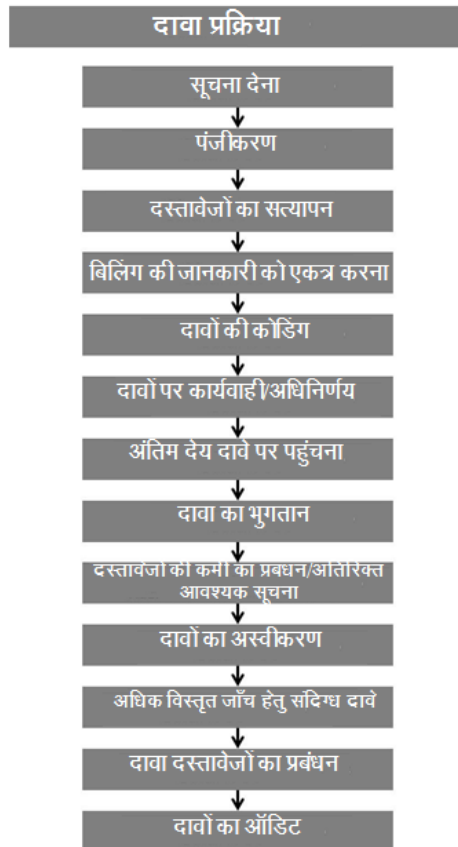 दावा प्रक्रिया
सूचना देना
पंजीकरण
दस्तावेजों का सत्यापन
बिलिंग की जानकारी को एकत्र करना
दावों की कोडिंग
दावों पर कार्यवाही/अधिनिर्णय
अंतिम देय दावे पर पहुंचना
दावा का भुगतान
दस्तावेजों की कमी का प्रबंधन/अतिरिक्त
आवश्यक सूचना
दावों का अस्वीकरण
अधिक विस्तृत जाँच हेतु संदिग्ध दावे
दावा दस्तावेजों का प्रबंधन
दावों का ऑडिट